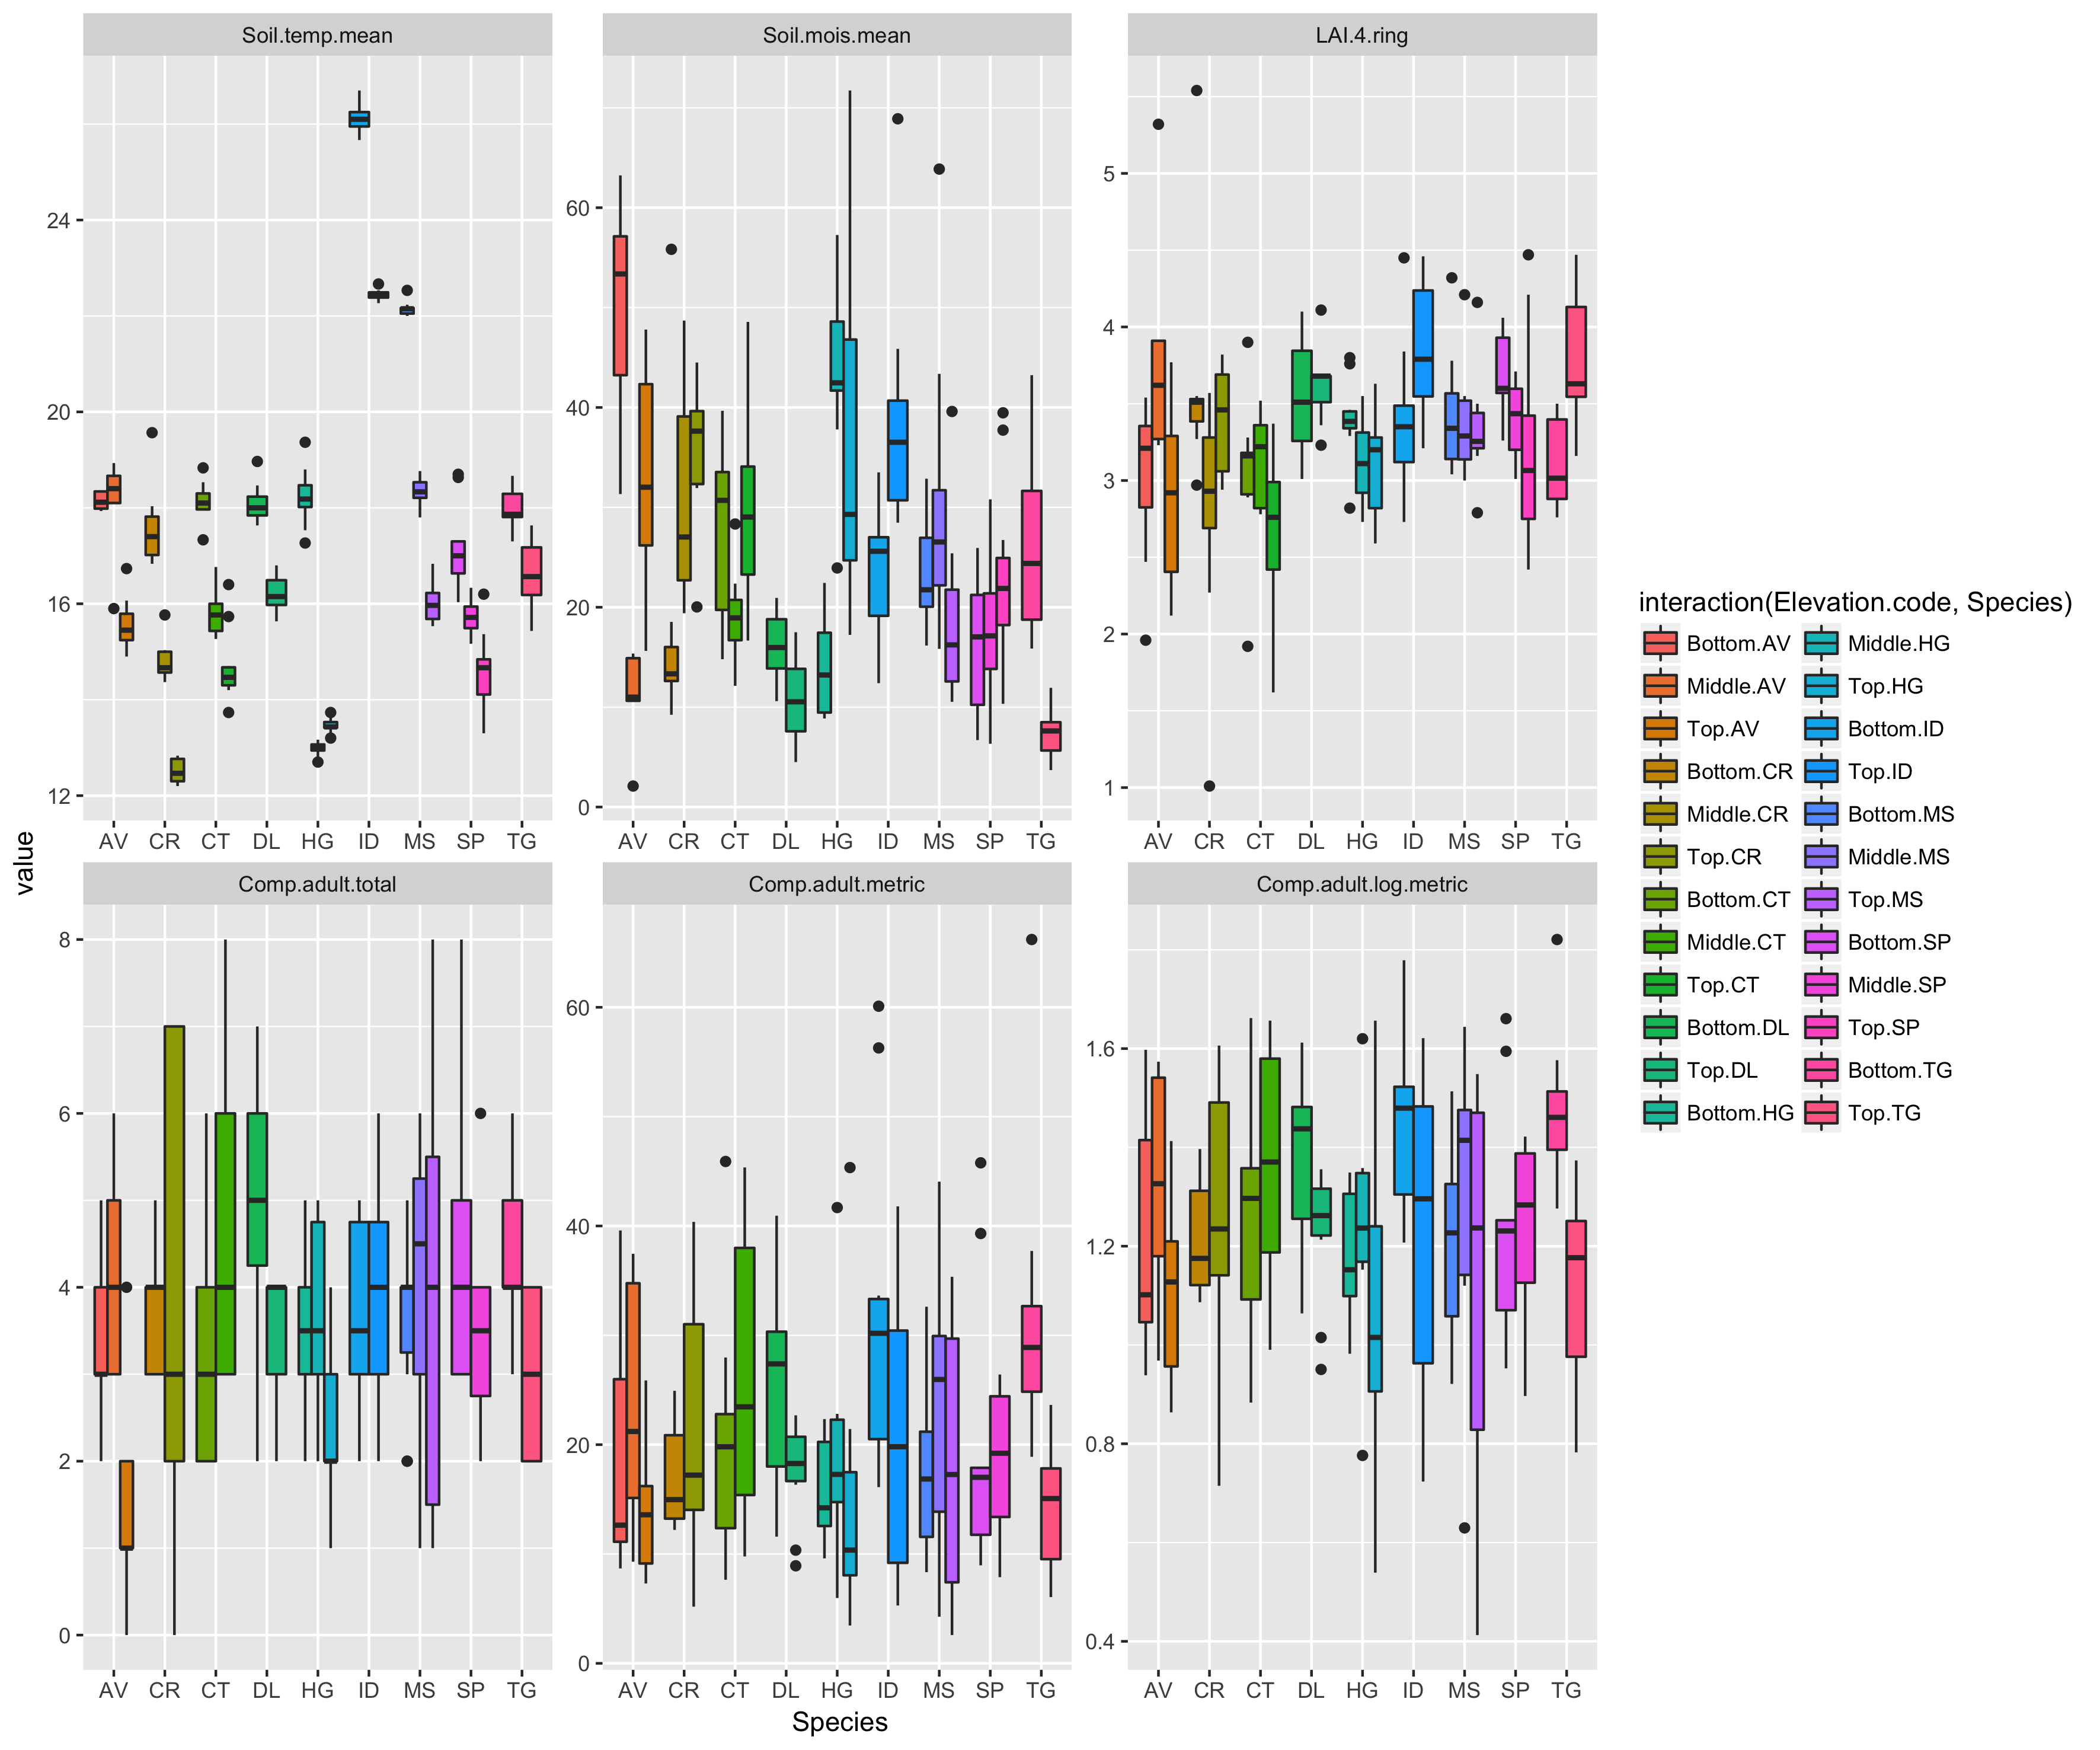 Soil.temp.mean
Soil.mois.mean
LAI.4.ring
24
20
16
12
60
40
20
0
5
4
3
2
1
AV CR CT DL HG ID MS SP TG
AV CR CT DL HG ID MS SP TG
AV CR CT DL HG ID MS SP TG
value
Comp.adult.total
Comp.adult.metric
Comp.adult.log.metric
8
6
4
2
0
60
40
20
0
1.6
1.2
0.8
0.4
AV CR CT DL HG ID MS SP TG
AV CR CT DL HG ID MS SP TG
AV CR CT DL HG ID MS SP TG
Species
interaction(Elevation.code, Species)
Bottom.AV
Middle.AV
Top.AV
Bottom.CR
Middle.CR
Top.CR
Bottom.CT
Middle.CT
Top.CT
Bottom.DL
Top.DL
Bottom.HG
Middle.HG
Top.HG
Bottom.ID
Top.ID
Bottom.MS
Middle.MS
Top.MS
Bottom.SP
Middle.SP
Top.SP
Bottom.TG
Top.TG